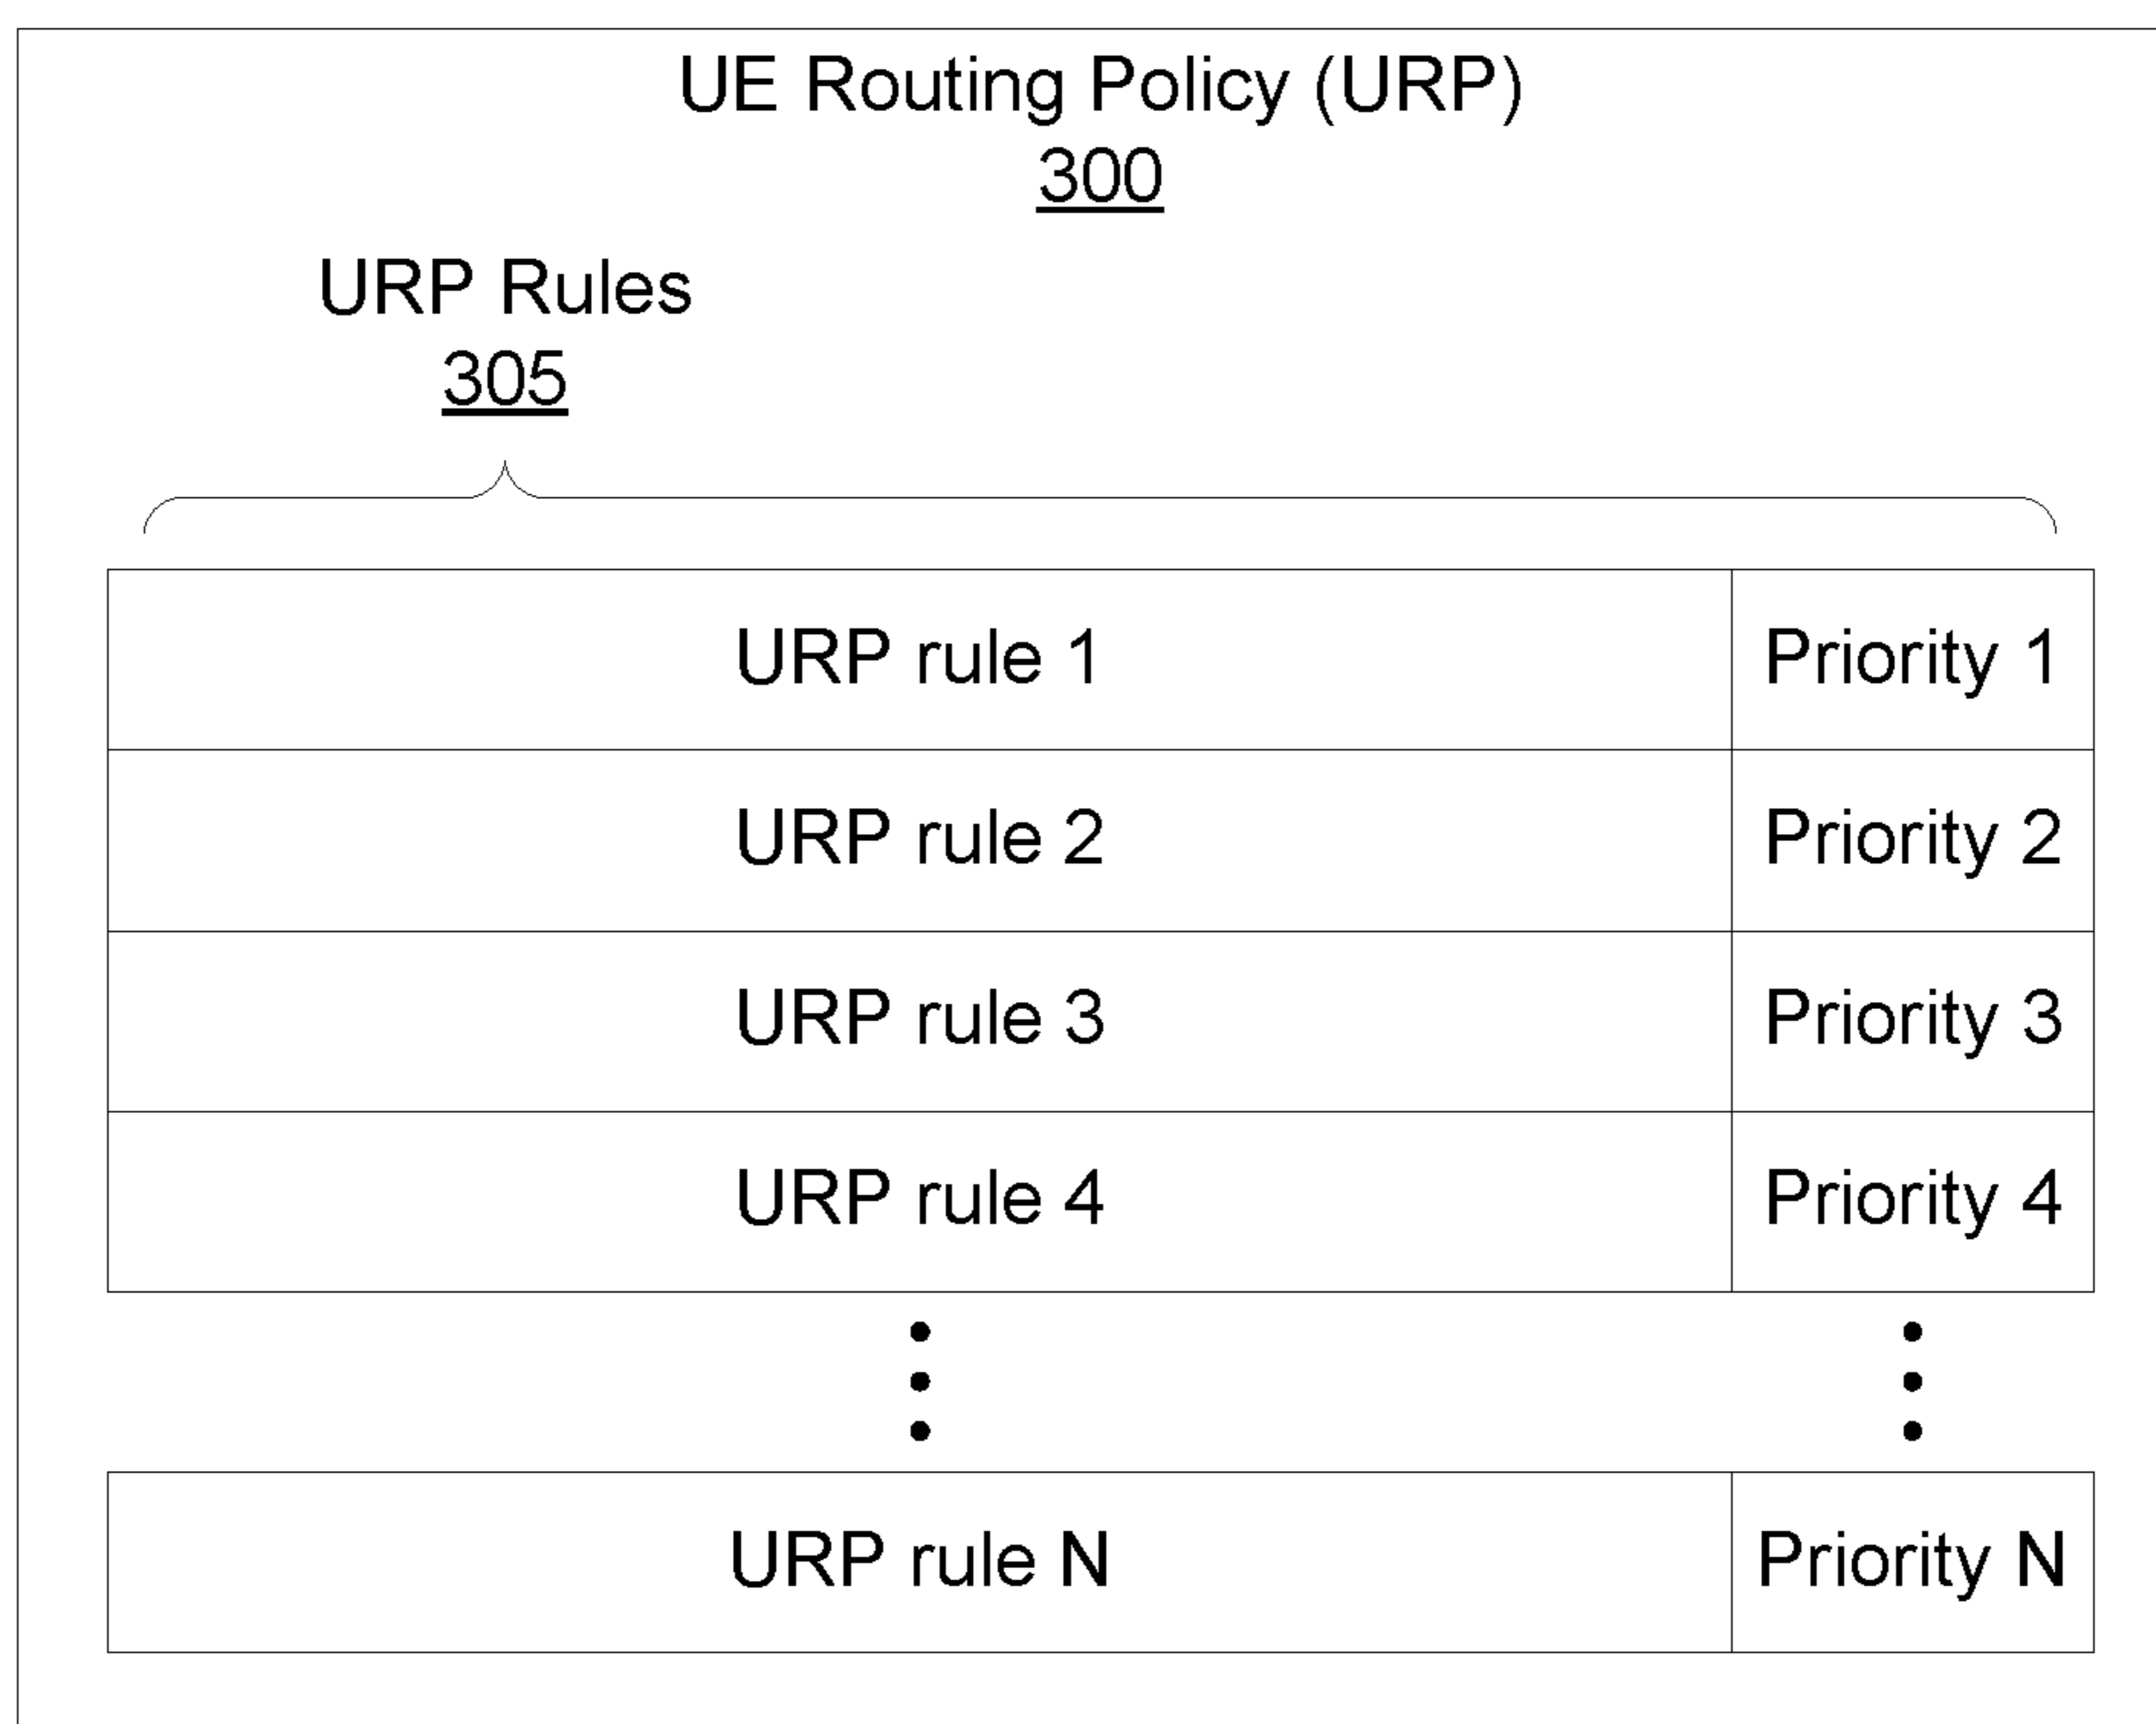 UE Routing Policy (URP)
300
URP Rules
305
URP rule 1 Priority 1
URP rule 2 Priority 2
URP rule 3 Priority 3
URP rule 4 Priority 4
URP rule N Priority N